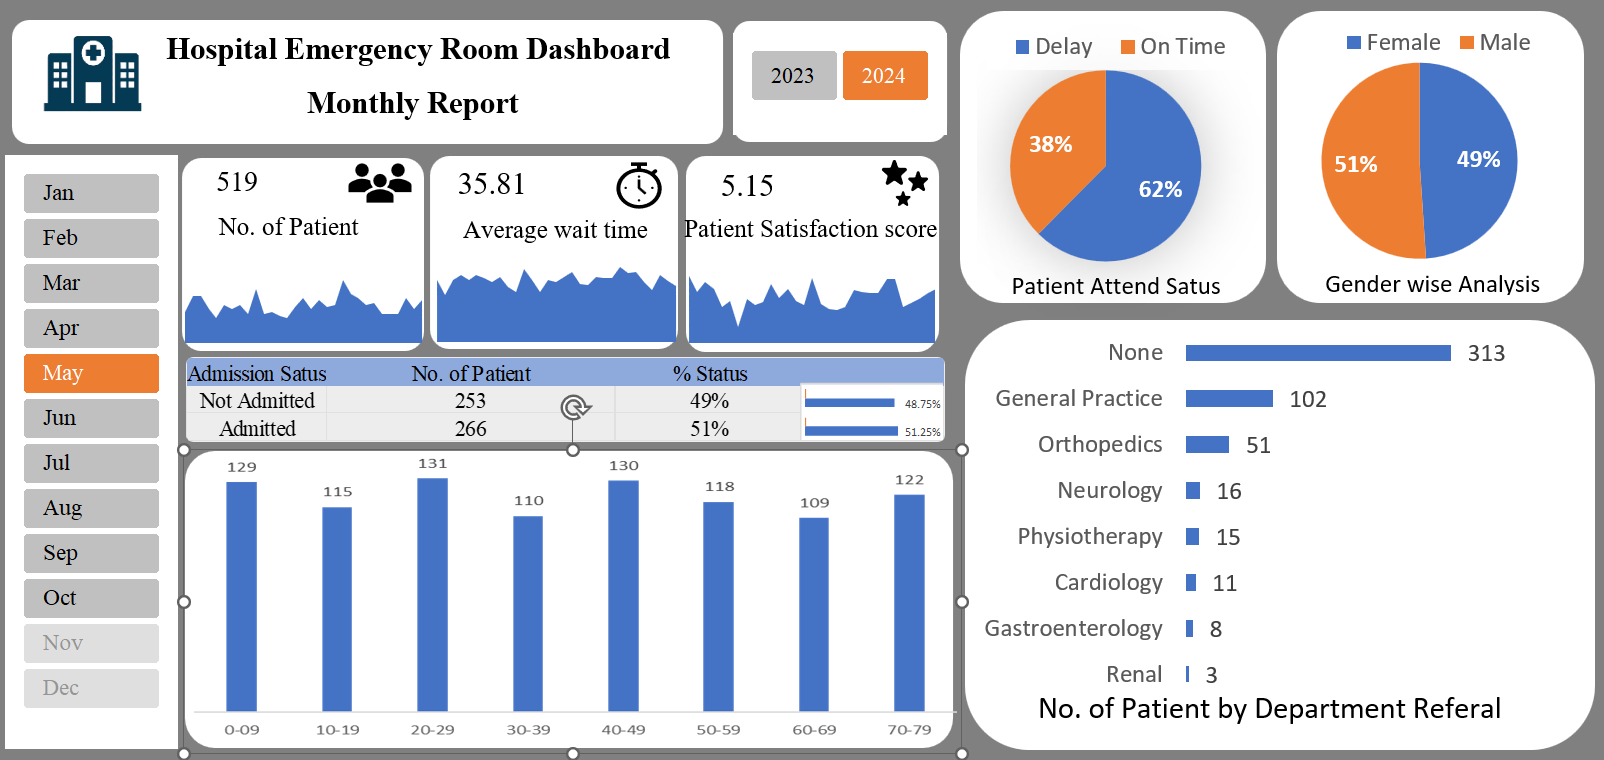 Hospital Emergency Room Dashboard
Monthly Report
2023
2024
Jan
Feb
Mar
Apr
May
Jun
Jul
Aug
Sep
Oct
Nov
Dec
519
No. of Patient
35.81
Average wait time
5.15
Patient Satisfaction score
Admission Satus No. of Patient % Status
Not Admitted 253 49% 48.75%
Admitted 266 51% 51.25%
129 115 131 110 130 118 109 122
0-09 10-19 20-29 30-39 40-49 50-59 60-69 70-79
Delay On Time
38%
62%
Patient Attend Satus
Female Male
51% 49%
Gender wise Analysis
None 313
General Practice 102
Orthopedics 51
Neurology 16
Physiotherapy 15
Cardiology 11
Gastroenterology 8
Renal 3
No. of Patient by Department Referal